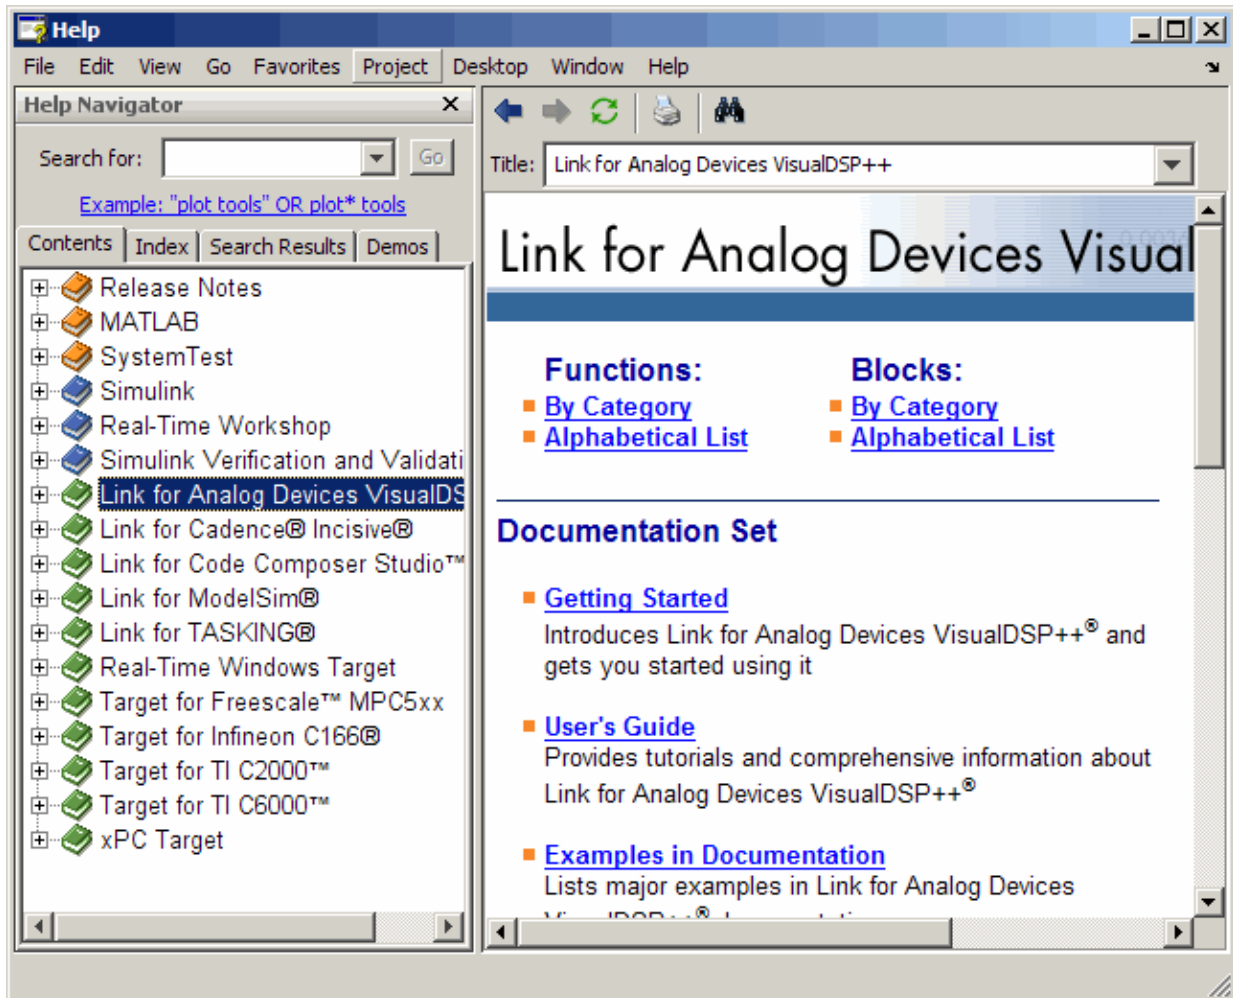 Help
File Edit View Go Favorites Project Desktop Window Help
Help Navigator
Search for:
Go
Example: "plot tools" OR plot* tools
Contents Index Search Results Demos
Release Notes
MATLAB
SystemTest
Simulink
Real-Time Workshop
Simulink Verification and Validati
Link for Analog Devices VisualDS
Link for Cadence® Incisive®
Link for Code Composer Studio™
Link for ModelSim®
Link for TASKING®
Real-Time Windows Target
Target for Freescale™ MPC5xx
Target for Infineon C166®
Target for TI C2000™
Target for TI C6000™
xPC Target
Title: Link for Analog Devices VisualDSP++
Link for Analog Devices Visual
Functions:
By Category
Alphabetical List
Blocks:
By Category
Alphabetical List
Documentation Set
Getting Started
Introduces Link for Analog Devices VisualDSP++® and
gets you started using it
User's Guide
Provides tutorials and comprehensive information about
Link for Analog Devices VisualDSP++®
Examples in Documentation
Lists major examples in Link for Analog Devices